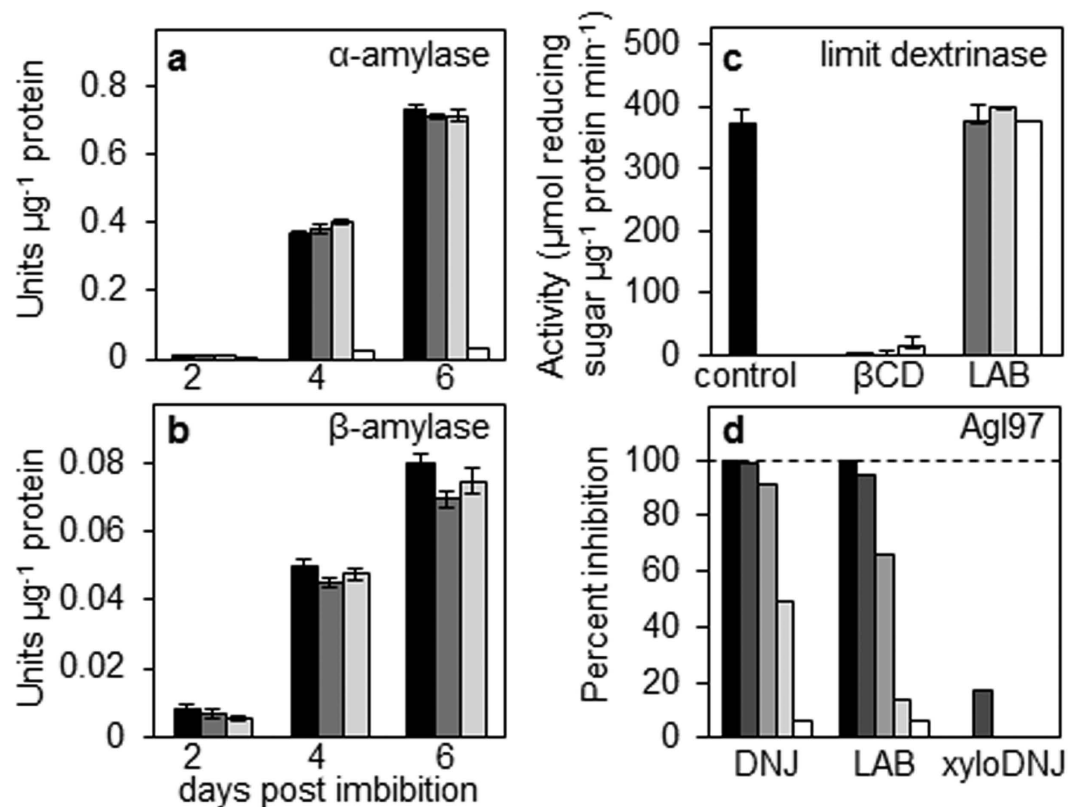 a
α-amylase
Units µg-1 protein
0.8
0.6
0.4
0.2
0
2 4 6
b
β-amylase
Units µg-1 protein
0.08
0.06
0.04
0.02
0
2 4 6
days post imbibition
c
limit dextrinase
Activity (µmol reducing
sugar µg-1 protein min-1)
500
400
300
200
100
0
control βCD LAB
d
Agl97
Percent inhibition
100
80
60
40
20
0
DNJ LAB xyloDNJ